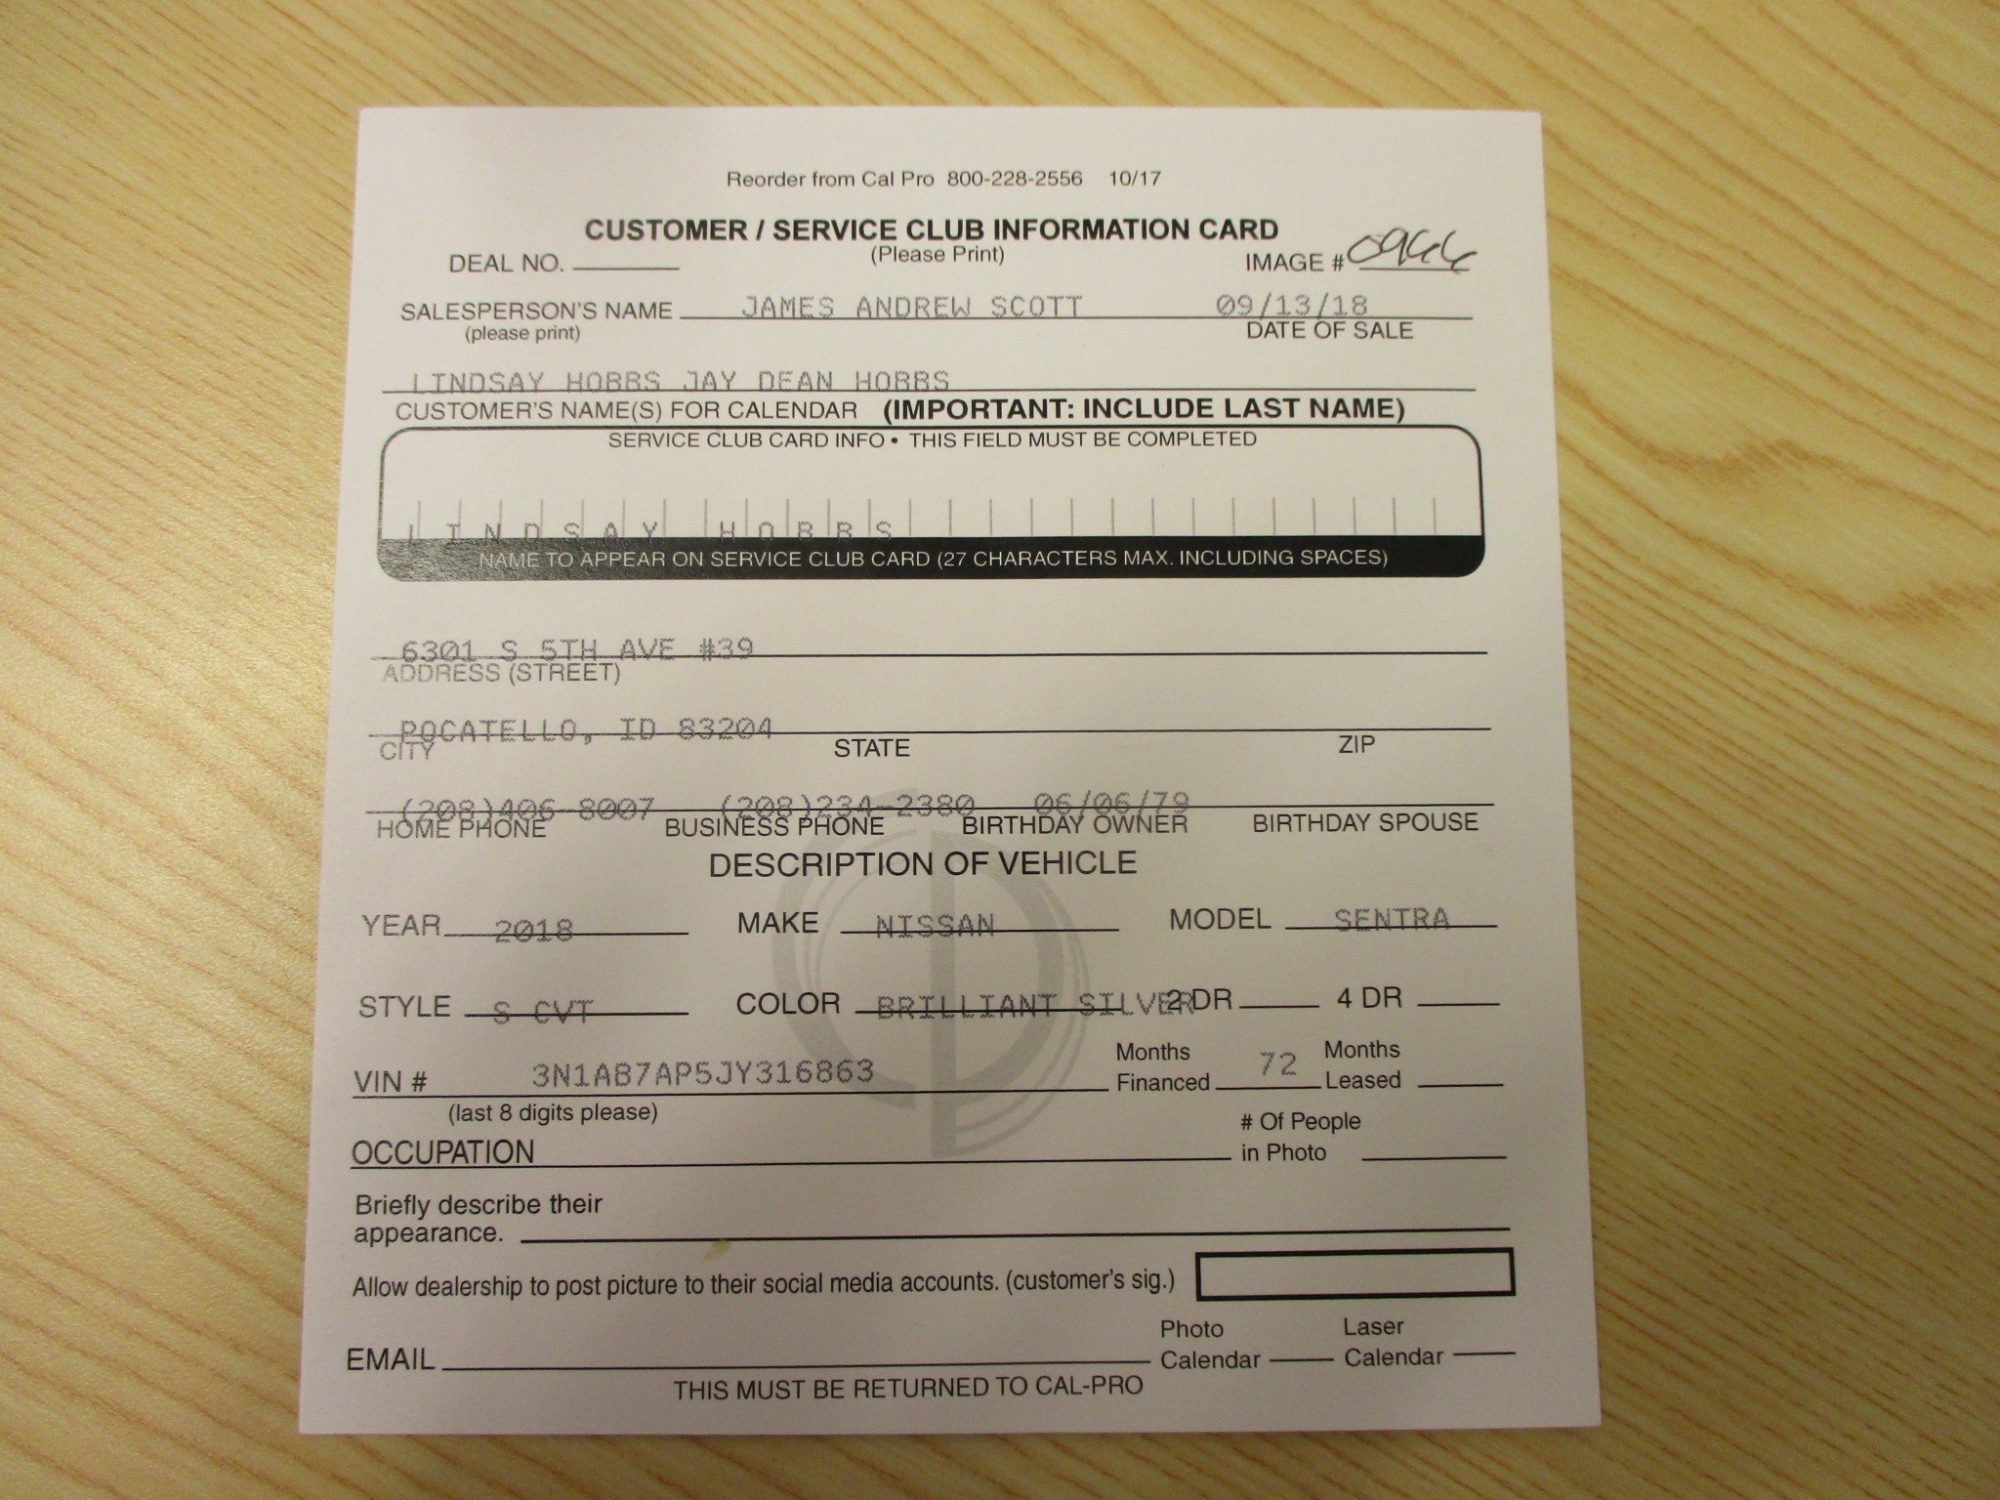 Reorder from Cal Pro 800-228-2556 10/17
CUSTOMER / SERVICE CLUB INFORMATION CARD
(Please Print)
DEAL NO. IMAGE # 0966
SALESPERSON'S NAME JAMES ANDREW SCOTT 09/13/18
(please print) DATE OF SALE
LINDSAY HOBBS JAY DEAN HOBBS
CUSTOMER'S NAME(S) FOR CALENDAR (IMPORTANT: INCLUDE LAST NAME)
SERVICE CLUB CARD INFO • THIS FIELD MUST BE COMPLETED
LINDSAY HOBBS
NAME TO APPEAR ON SERVICE CLUB CARD (27 CHARACTERS MAX. INCLUDING SPACES)
6301 S 5TH AVE #39
ADDRESS (STREET)
POCATELLO, ID 83204
CITY STATE ZIP
(208)406-8007 (208)234-2380 06/06/79
HOME PHONE BUSINESS PHONE BIRTHDAY OWNER BIRTHDAY SPOUSE
DESCRIPTION OF VEHICLE
YEAR 2018 MAKE NISSAN MODEL SENTRA
STYLE S CVT COLOR BRILLIANT SILVER 2 DR 4 DR
VIN # 3N1AB7AP5JY316863 Months Financed 72 Months Leased
(last 8 digits please)
OCCUPATION # Of People in Photo
Briefly describe their
appearance.
Allow dealership to post picture to their social media accounts. (customer's sig.)
EMAIL Photo Calendar Laser Calendar
THIS MUST BE RETURNED TO CAL-PRO